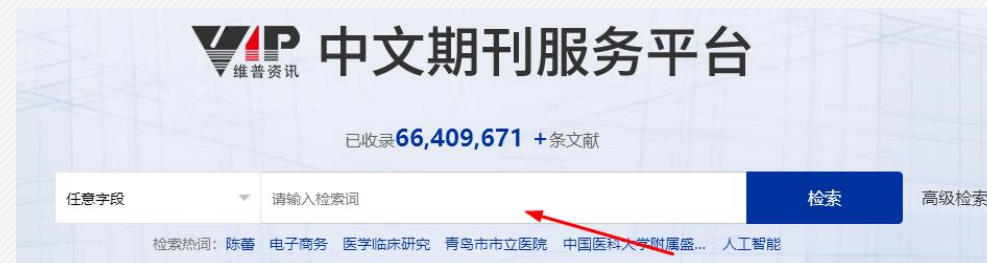 VIP 维普资讯 中文期刊服务平台
已收录66,409,671 +条文献
任意字段 请输入检索词 检索 高级检索
检索热词：陈蕾 电子商务 医学临床研究 青岛市市立医院 中国医科大学附属盛... 人工智能